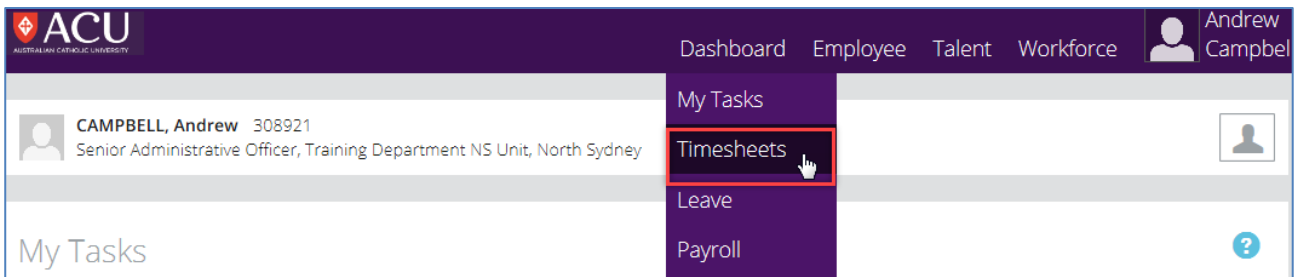 ACU
AUSTRALIAN CATHOLIC UNIVERSITY
Dashboard Employee Talent Workforce
Andrew
Campbel
My Tasks
CAMPBELL, Andrew 308921
Senior Administrative Officer, Training Department NS Unit, North Sydney
Timesheets
Leave
My Tasks
Payroll
?